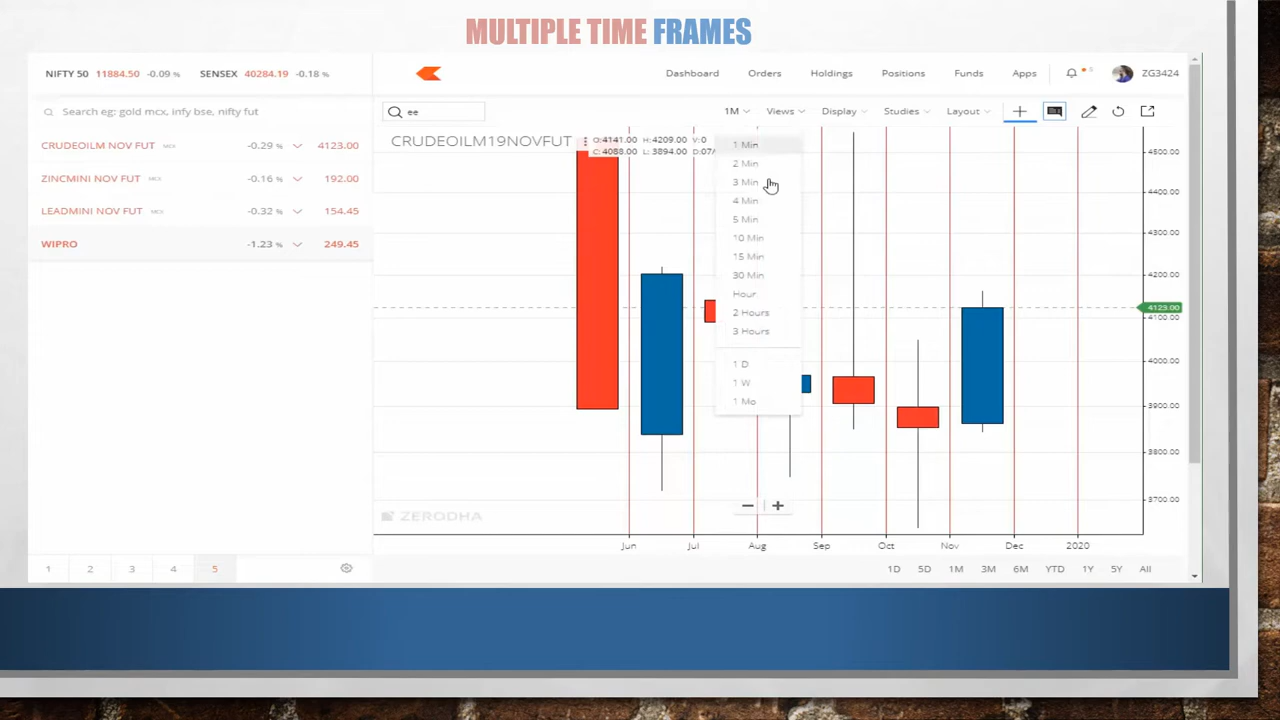 MULTIPLE TIME FRAMES
NIFTY 50 11884.50 -0.09 % SENSEX 40284.19 -0.18 %
Dashboard Orders Holdings Positions Funds Apps ZG3424
Search eg: gold mcx, infy bse, nifty fut
ee 1M Views Display Studies Layout
CRUDEOILM NOV FUT MCX -0.29 % 4123.00
ZINCMINI NOV FUT MCX -0.16 % 192.00
LEADMINI NOV FUT MCX -0.32 % 154.45
WIPRO -1.23 % 249.45
CRUDEOILM19NOVFUT
O:4141.00 H:4209.00 V:0
C:4088.00 L:3894.00 D:07/
1 Min
2 Min
3 Min
4 Min
5 Min
10 Min
15 Min
30 Min
Hour
2 Hours
3 Hours
1 D
1 W
1 Mo
4500.00
4400.00
4300.00
4200.00
4123.00
4100.00
4000.00
3900.00
3800.00
3700.00
ZERODHA
Jun Jul Aug Sep Oct Nov Dec 2020
1 2 3 4 5
1D 5D 1M 3M 6M YTD 1Y 5Y All